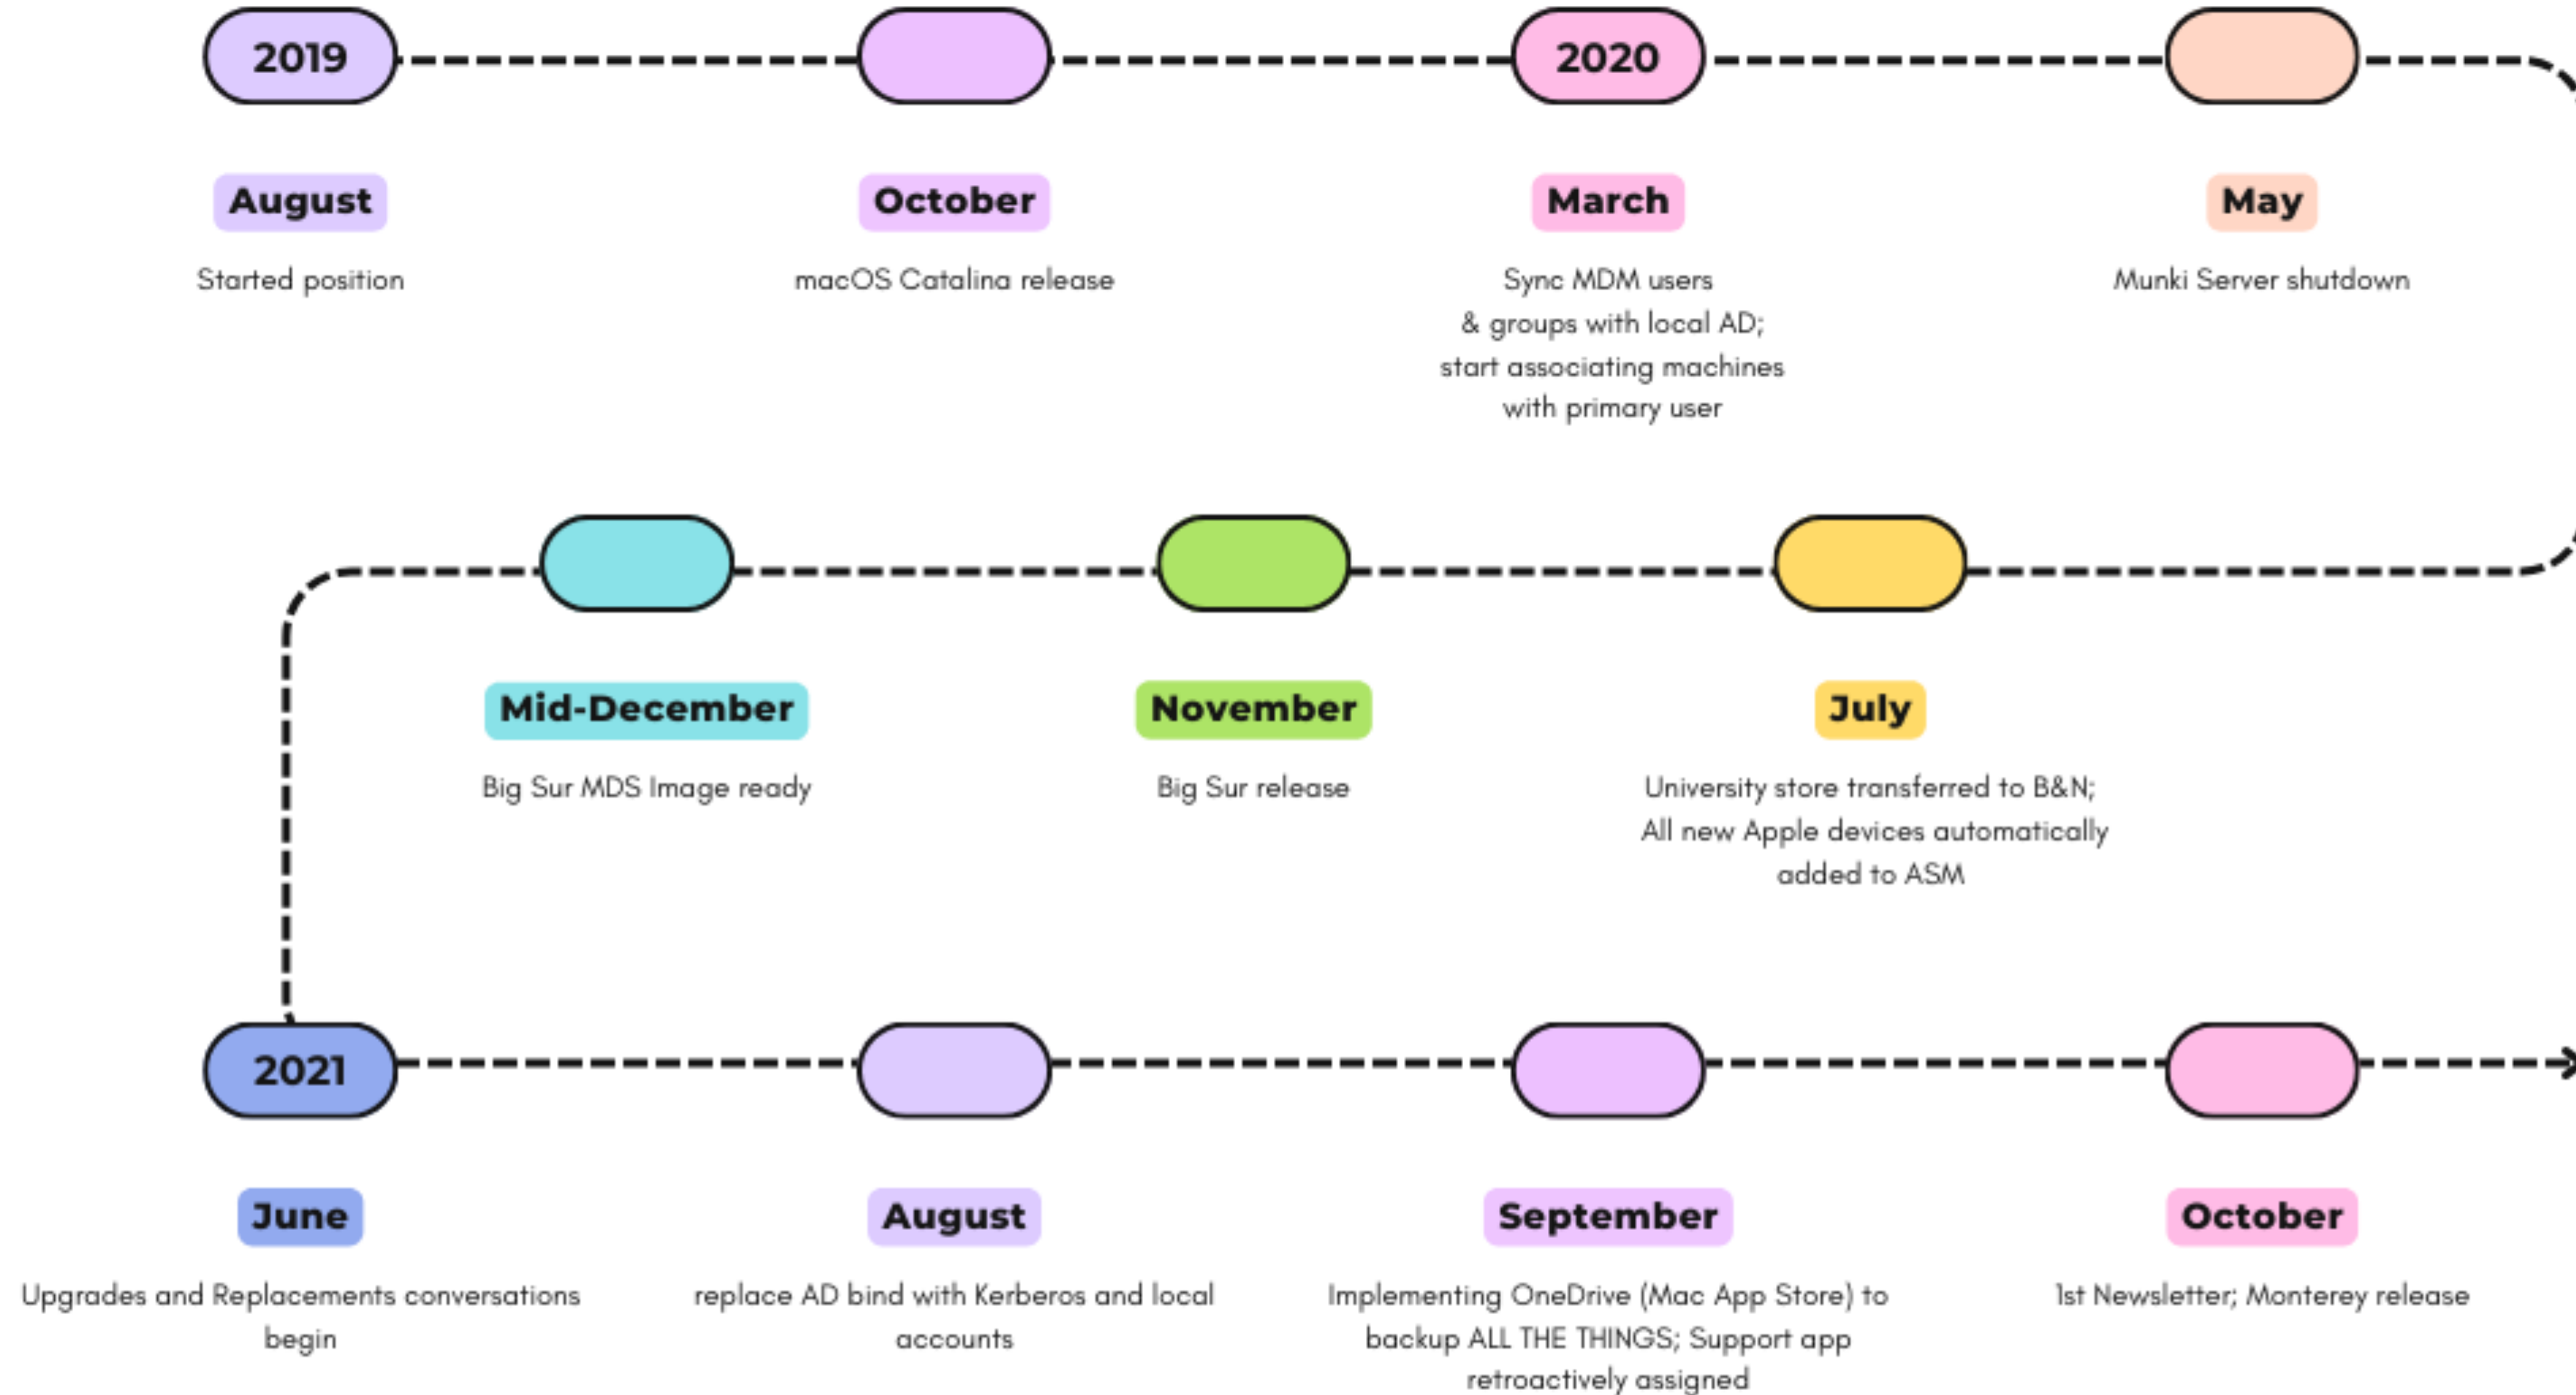 2019
2020
August
October
March
May
Started position
macOS Catalina release
Sync MDM users
& groups with local AD;
start associating machines
with primary user
Munki Server shutdown
Mid-December
November
July
Big Sur MDS Image ready
Big Sur release
University store transferred to B&N;
All new Apple devices automatically
added to ASM
2021
June
August
September
October
Upgrades and Replacements conversations
begin
replace AD bind with Kerberos and local
accounts
Implementing OneDrive (Mac App Store) to
backup ALL THE THINGS; Support app
retroactively assigned
1st Newsletter; Monterey release